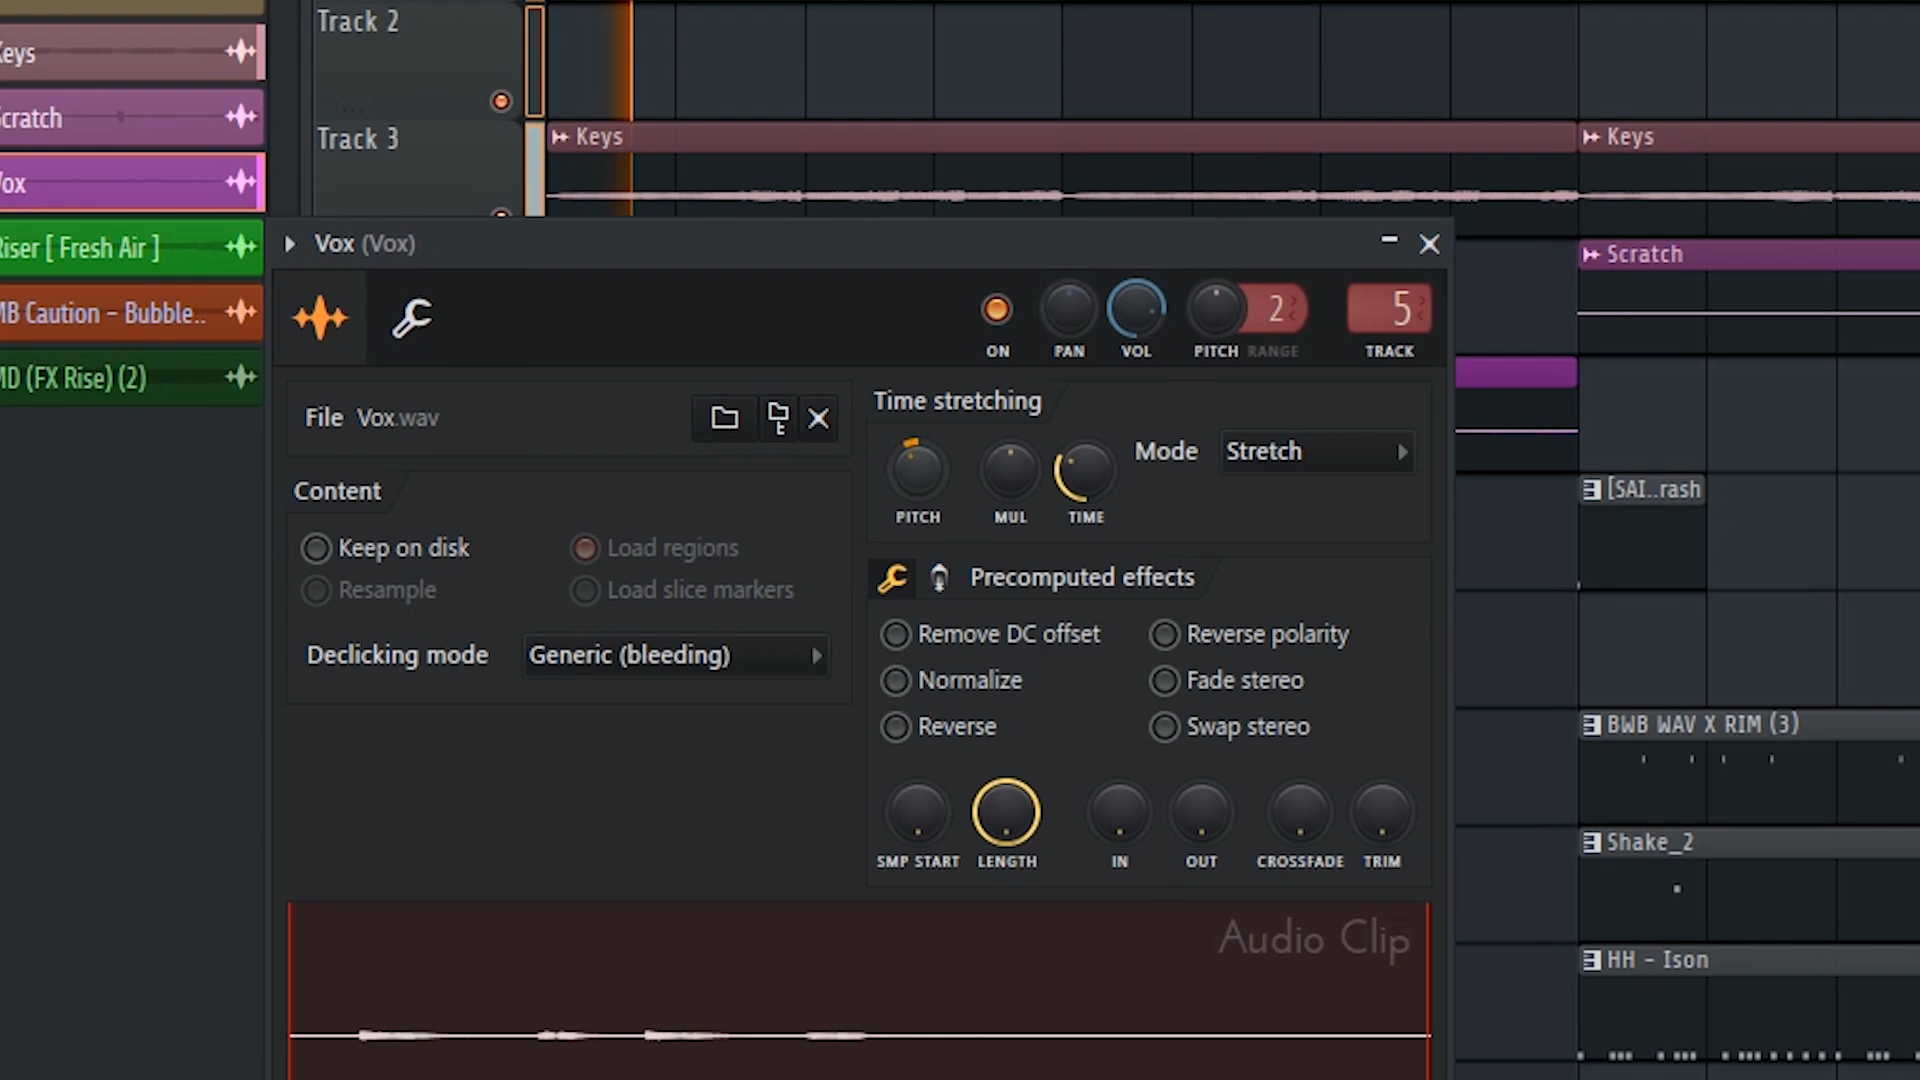 Track 2
Keys
Track 3
Keys
Keys
Scratch
Vox
Riser [ Fresh Air ]
Vox (Vox)
Scratch
MB Caution - Bubble..
2
5
ON
PAN
VOL
PITCH
RANGE
TRACK
MD (FX Rise) (2)
File Vox.wav
Time stretching
Mode
Stretch
PITCH
MUL
TIME
Content
Keep on disk
Load regions
Resample
Load slice markers
Declicking mode
Generic (bleeding)
Precomputed effects
Remove DC offset
Reverse polarity
Normalize
Fade stereo
Reverse
Swap stereo
SMP START
LENGTH
IN
OUT
CROSSFADE
TRIM
[SAI..rash
BWB WAV X RIM (3)
Shake_2
HH - Ison
Audio Clip